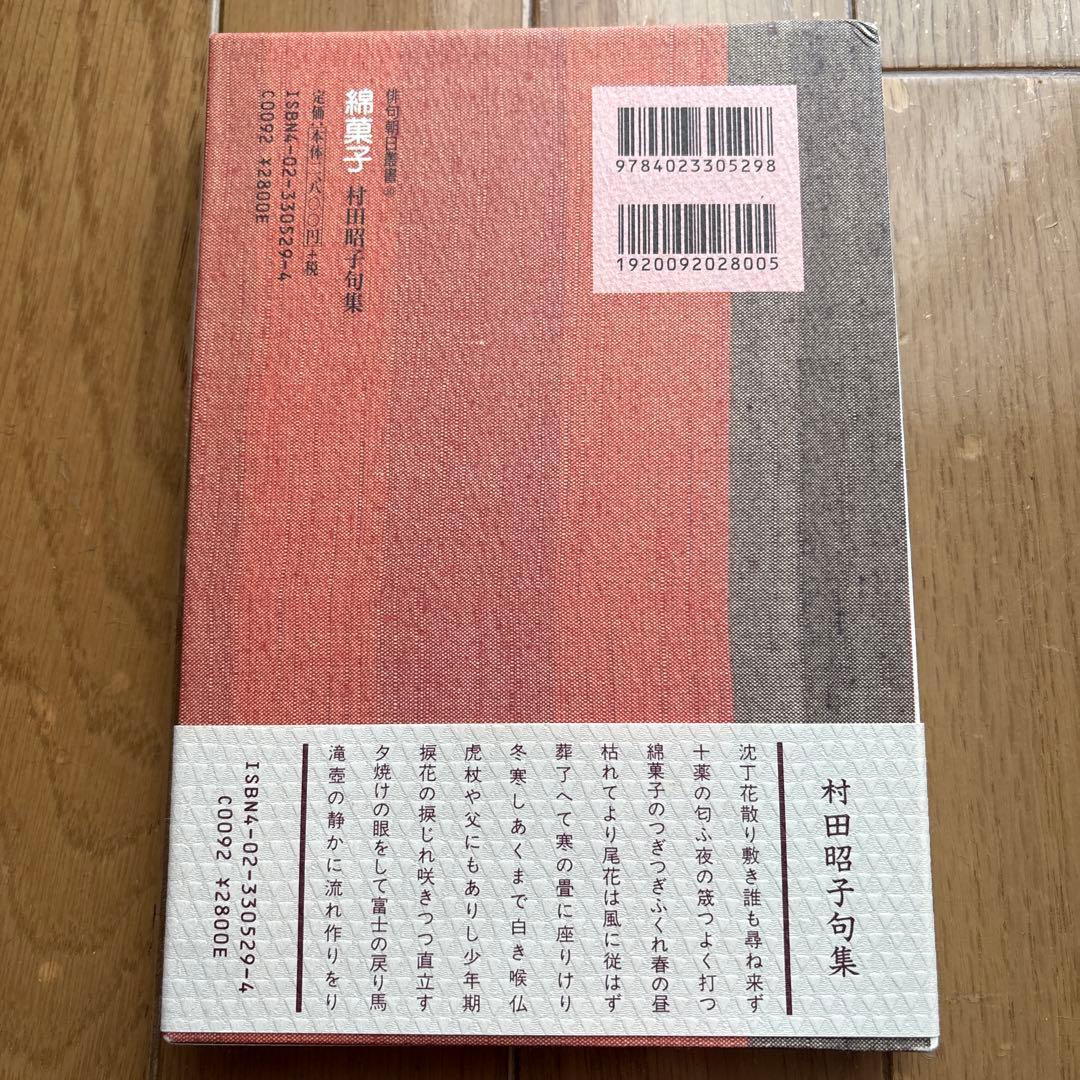 9784023305298
1920092028005
俳句朝日叢書
綿菓子 村田昭子句集
定価:本体二、八〇〇円+税
ISBN4-02-330529-4
C0092 ¥2800E
村田昭子句集
沈丁花散り敷き誰も尋ね来ず
十薬の匂ふ夜の箴つよく打つ
綿菓子のつぎつぎふくれ春の昼
枯れてより尾花は風に従はず
葬了へて寒の畳に座りけり
冬寒しあくまで白き喉仏
虎杖や父にもありし少年期
捩花の捩じれ咲きつつ直立す
夕焼けの眼をして富士の戻り馬
滝壺の静かに流れ作りをり
ISBN4-02-330529-4
C0092 ¥2800E